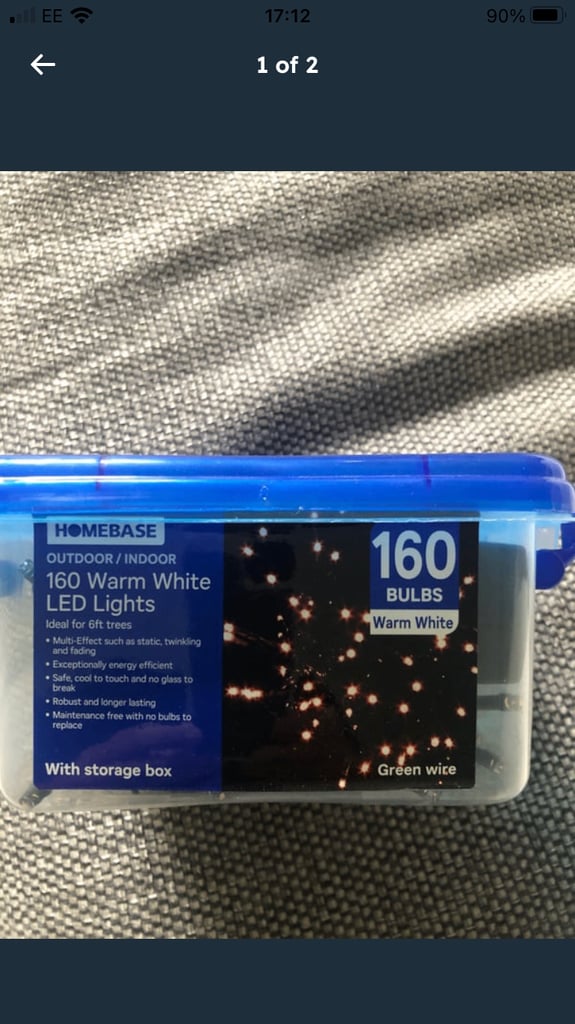 EE
17:12
90%
1 of 2
HOMEBASE
OUTDOOR / INDOOR
160 Warm White
LED Lights
Ideal for 6ft trees
• Multi-Effect such as static, twinkling
and fading
• Exceptionally energy efficient
• Safe, cool to touch and no glass to
break
• Robust and longer lasting
• Maintenance free with no bulbs to
replace
With storage box
160
BULBS
Warm White
Green wire